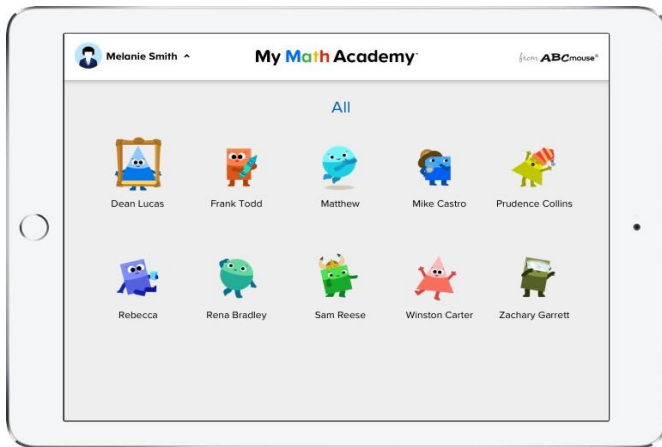 Melanie Smith
My Math Academy
from ABCmouse®
All
Dean Lucas
Frank Todd
Matthew
Mike Castro
Prudence Collins
Rebecca
Rena Bradley
Sam Reese
Winston Carter
Zachary Garrett